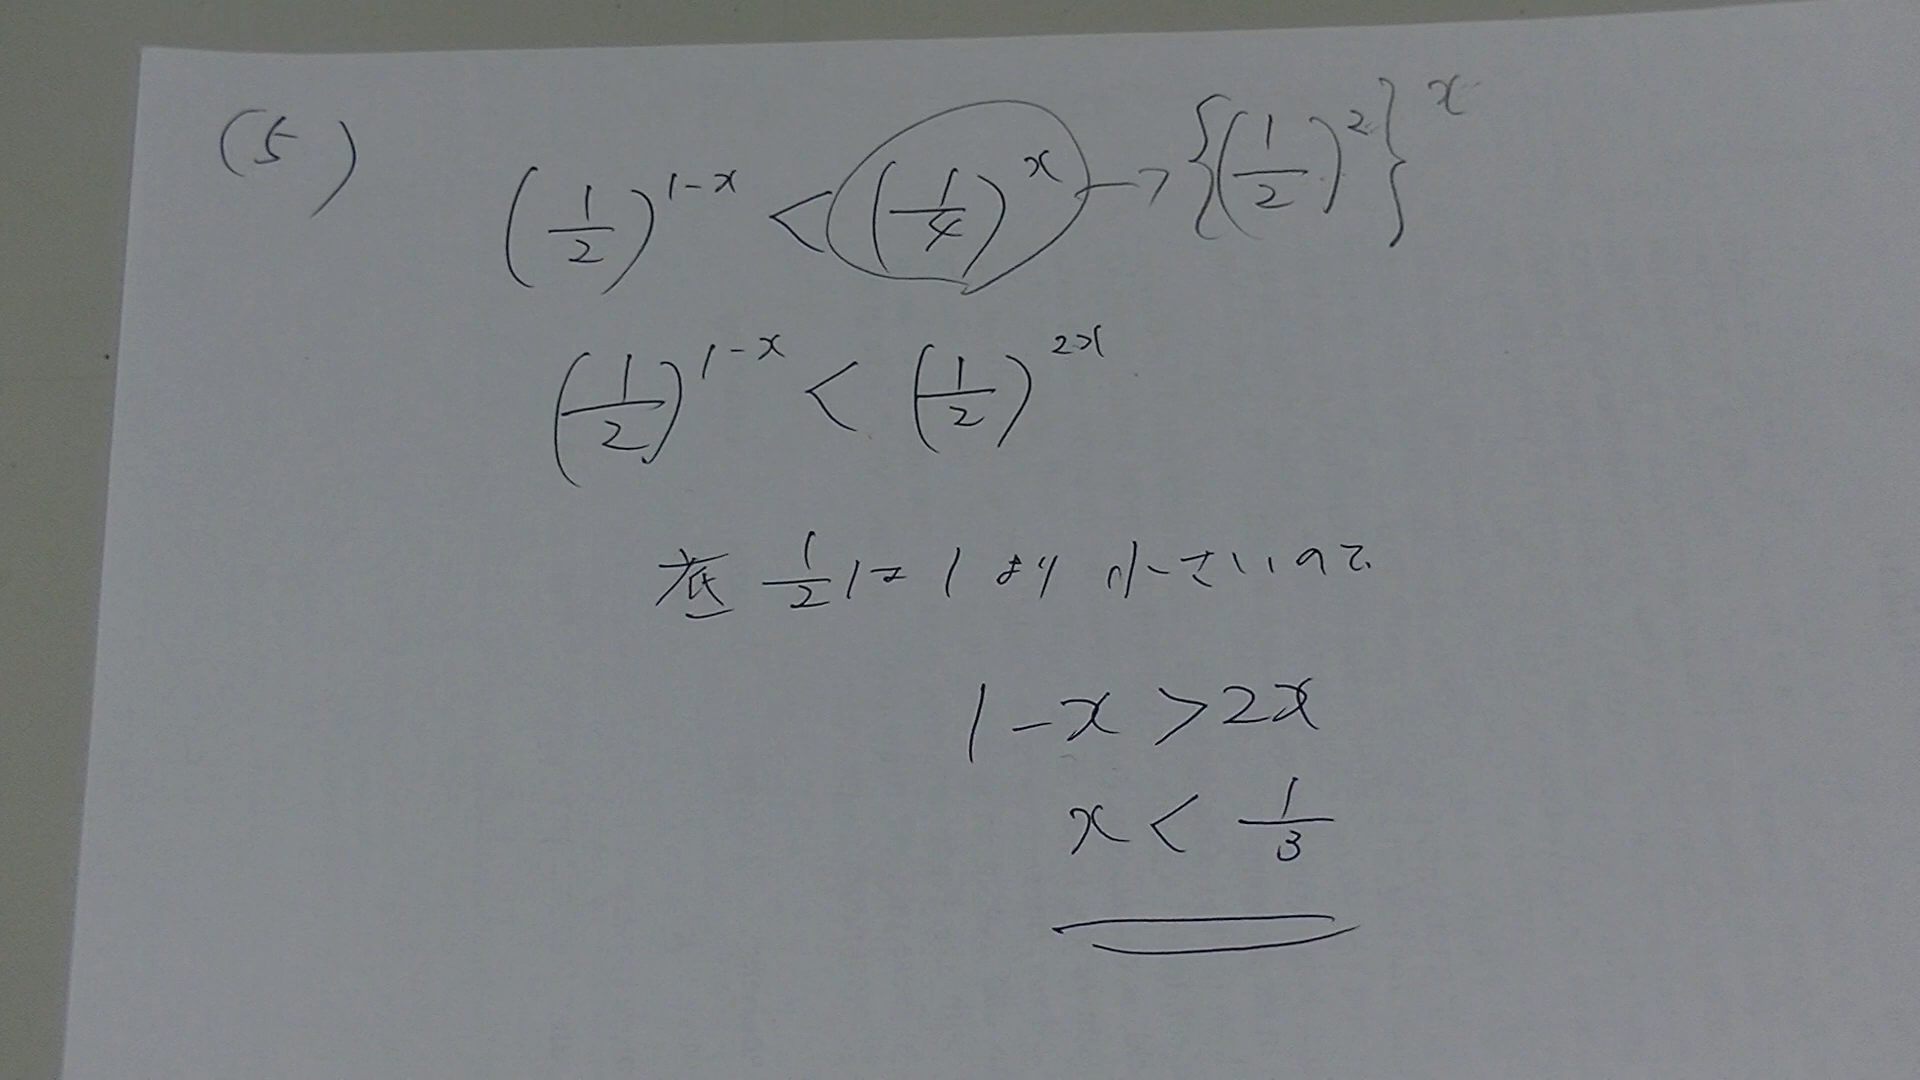 (5) (1/2)^{1-x} < (1/4)^x → {(1/2)^2}^x
(1/2)^{1-x} < (1/2)^{2x}
底 1/2 は 1 より 小さいので
1-x > 2x
x < 1/3